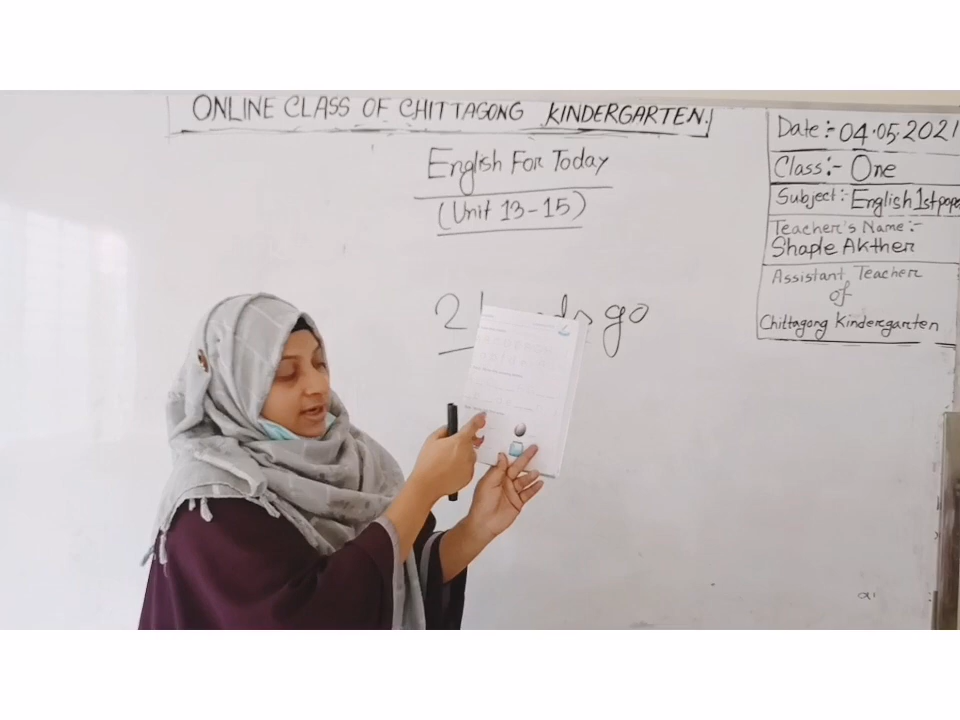 ONLINE CLASS OF CHITTAGONG KINDERGARTEN.
English For Today
(Unit 13-15)
2 go
Date:- 04.05.2021
Class:- One
Subject:- English 1st
Teacher's Name:-
Shaple Akther
Assistant Teacher
of
Chittagong Kindergarten